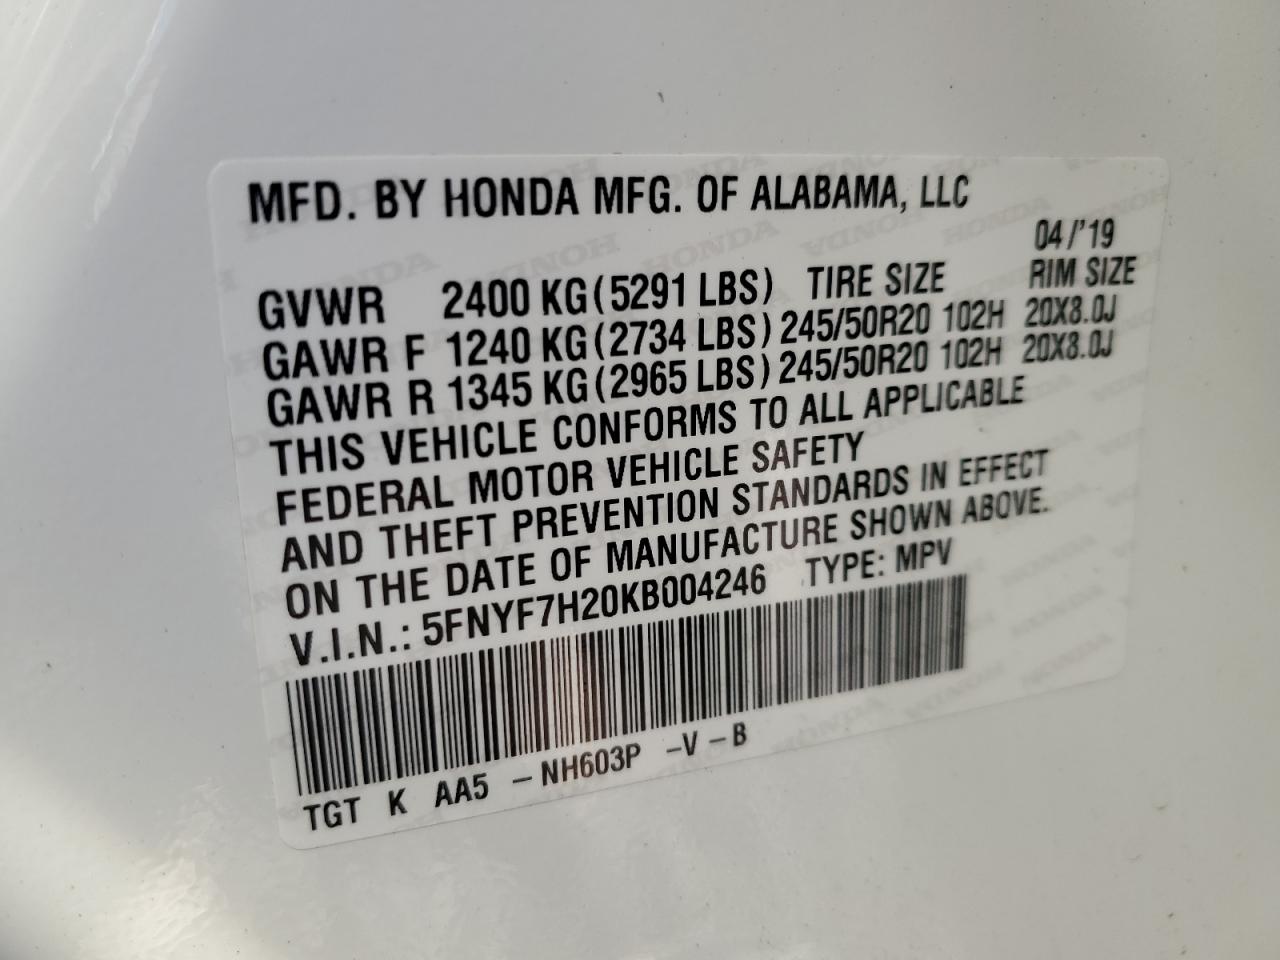 MFD. BY HONDA MFG. OF ALABAMA, LLC
04/'19
GVWR 2400 KG(5291 LBS) TIRE SIZE RIM SIZE
GAWR F 1240 KG(2734 LBS) 245/50R20 102H 20X8.0J
GAWR R 1345 KG(2965 LBS) 245/50R20 102H 20X8.0J
THIS VEHICLE CONFORMS TO ALL APPLICABLE
FEDERAL MOTOR VEHICLE SAFETY
AND THEFT PREVENTION STANDARDS IN EFFECT
ON THE DATE OF MANUFACTURE SHOWN ABOVE.
V.I.N.: 5FNYF7H20KB004246 TYPE: MPV
TGT K AA5 -NH603P -V-B